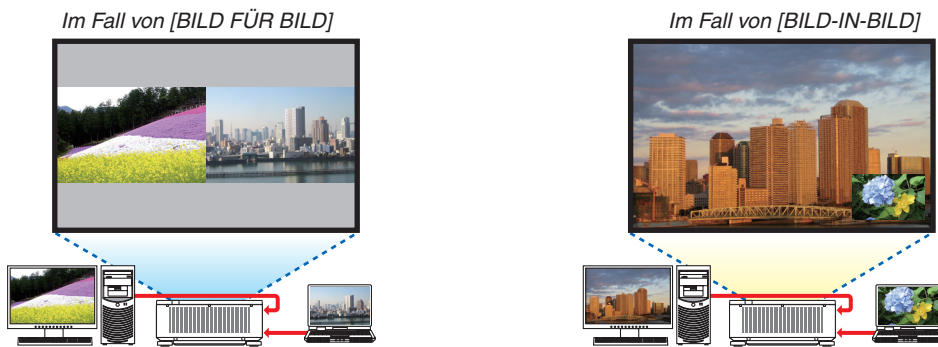 Im Fall von [BILD FÜR BILD]
Im Fall von [BILD-IN-BILD]